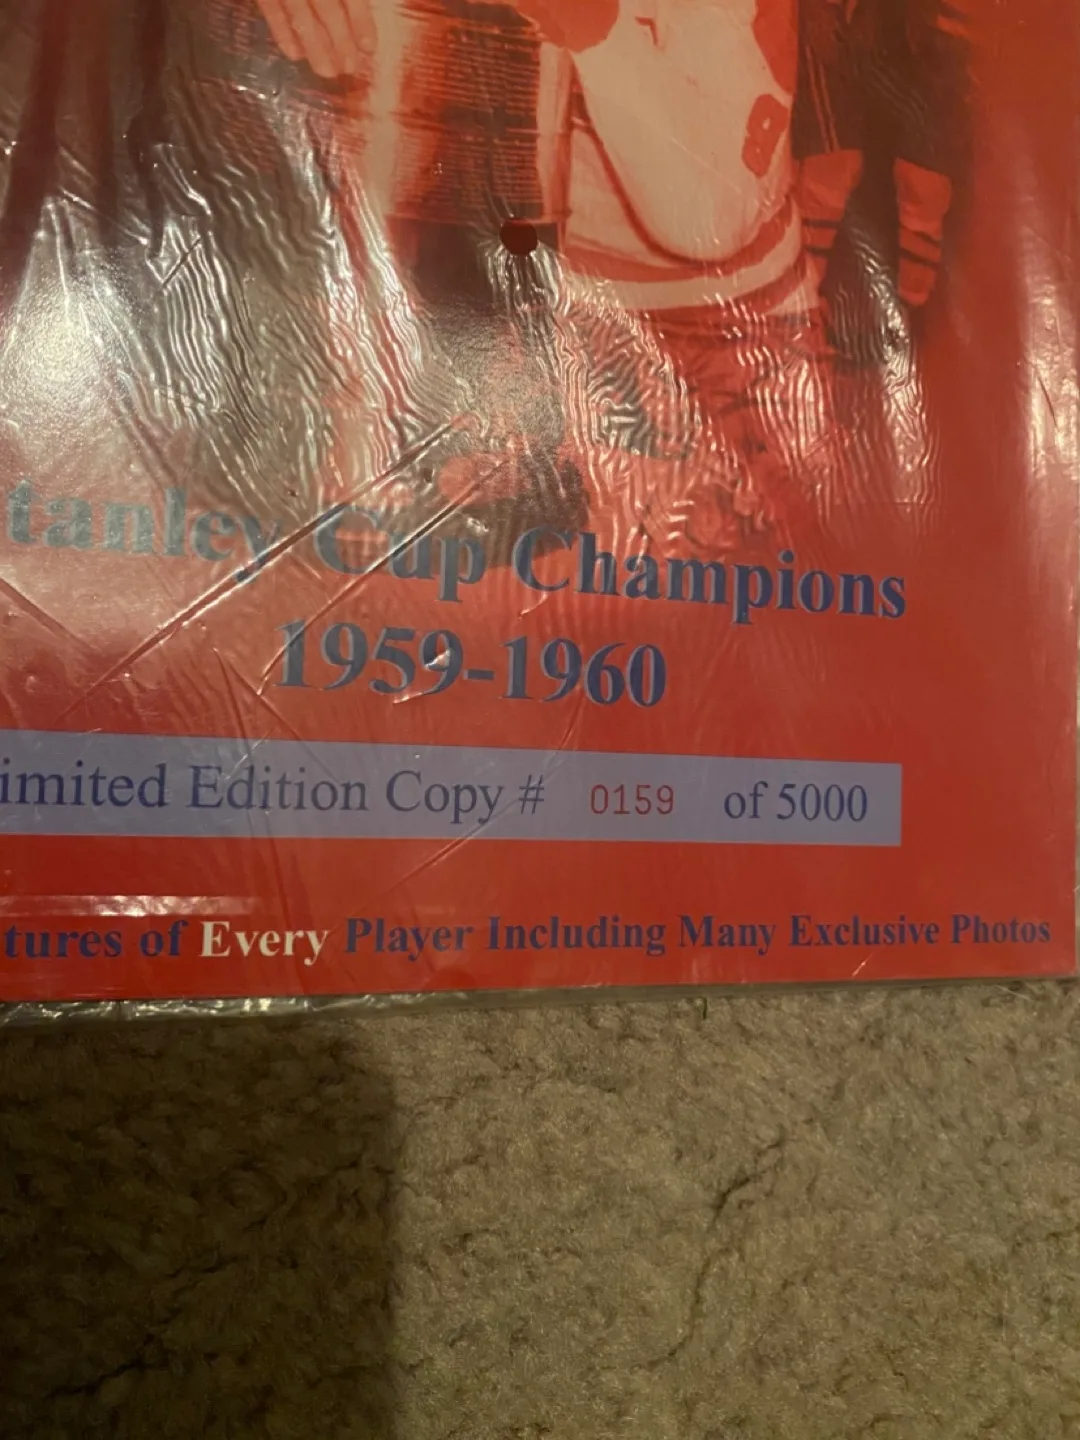 tanley Cup Champions
1959-1960
imited Edition Copy # 0159 of 5000
tures of Every Player Including Many Exclusive Photos